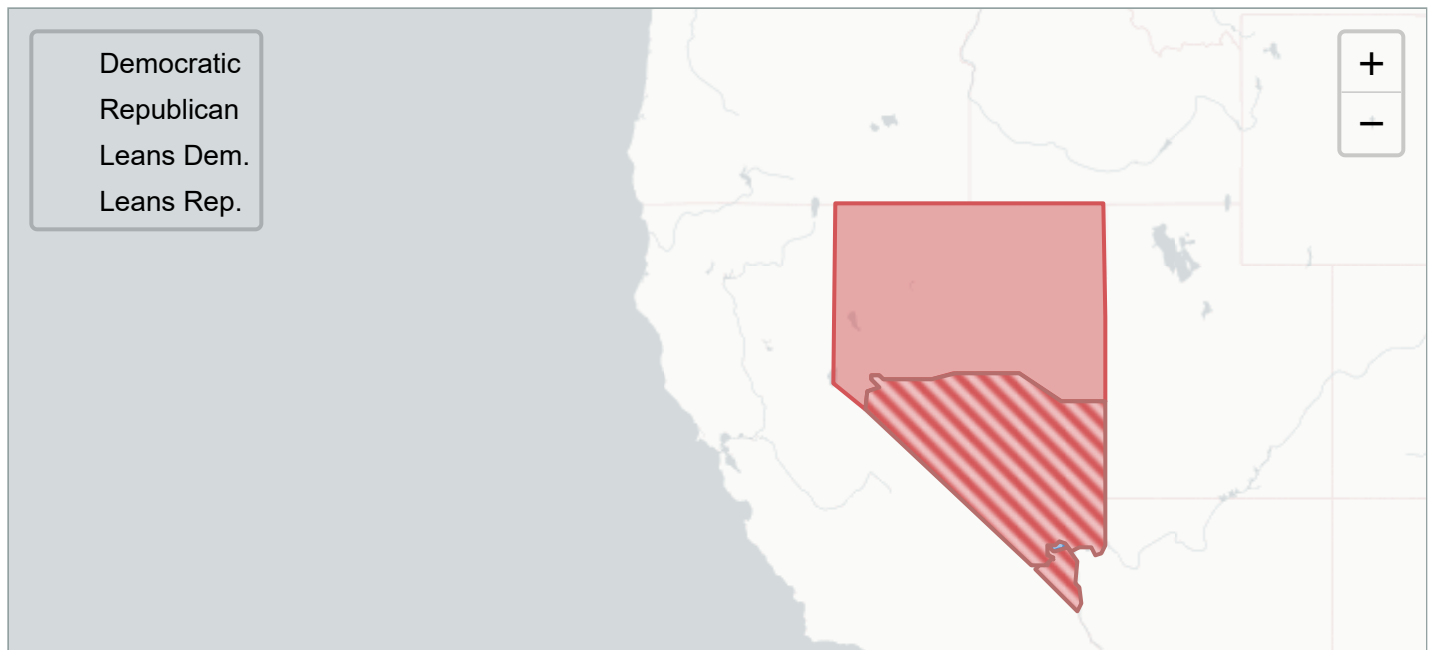 Democratic
Republican
Leans Dem.
Leans Rep.
+
−